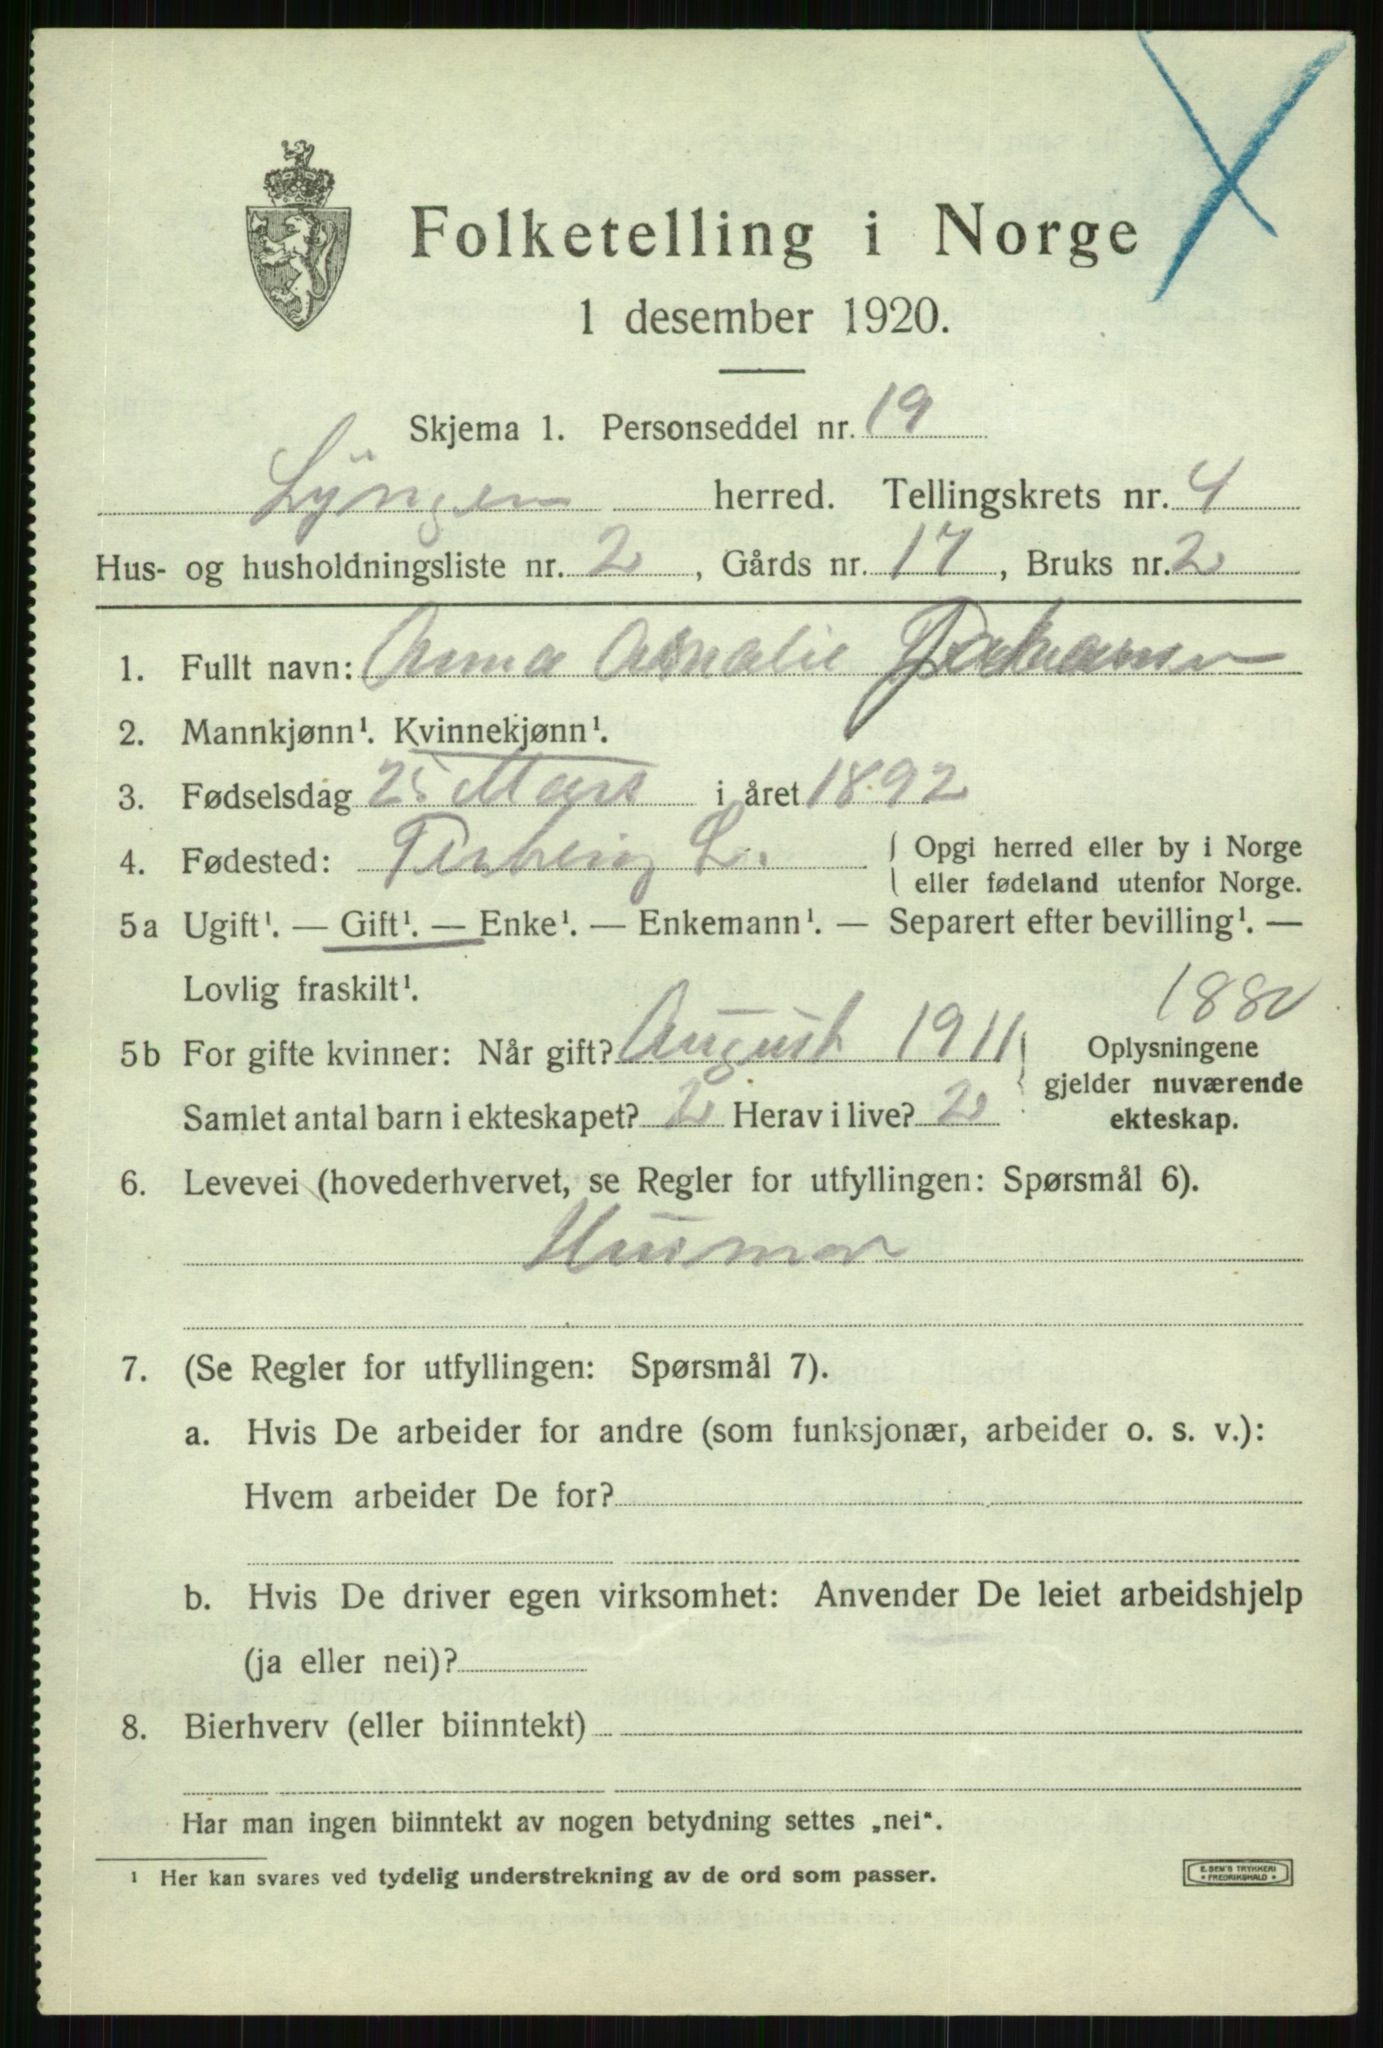 Folketelling i Norge
1 desember 1920.
Skjema 1. Personseddel nr. 19
Lyngen herred. Tellingskrets nr. 4
Hus- og husholdningsliste nr. 2, Gårds nr. 17, Bruks nr. 2
1. Fullt navn: Anna Amalie Johansen
2. Mannkjønn¹. Kvinnekjønn¹.
3. Fødselsdag 25 Mars i året 1892
4. Fødested: L. { Opgi herred eller by i Norge
eller fødeland utenfor Norge.
5a Ugift¹. — Gift¹. — Enke¹. — Enkemann¹. — Separert efter bevilling¹. —
Lovlig fraskilt¹.
1880
5b For gifte kvinner: Når gift? August 1911 } Oplysningene
gjelder nuværende
Samlet antal barn i ekteskapet? 2 Herav i live? 2
ekteskap.
6. Levevei (hovederhvervet, se Regler for utfyllingen: Spørsmål 6).
Husmor
7. (Se Regler for utfyllingen: Spørsmål 7).
a. Hvis De arbeider for andre (som funksjonær, arbeider o. s. v.):
Hvem arbeider De for?
b. Hvis De driver egen virksomhet: Anvender De leiet arbeidshjelp
(ja eller nei)?
8. Bierhverv (eller biinntekt)
Har man ingen biinntekt av nogen betydning settes „nei“.
¹ Her kan svares ved tydelig understrekning av de ord som passer.
E. SEM'S TRYKKERI
* FREDRIKSHALD *